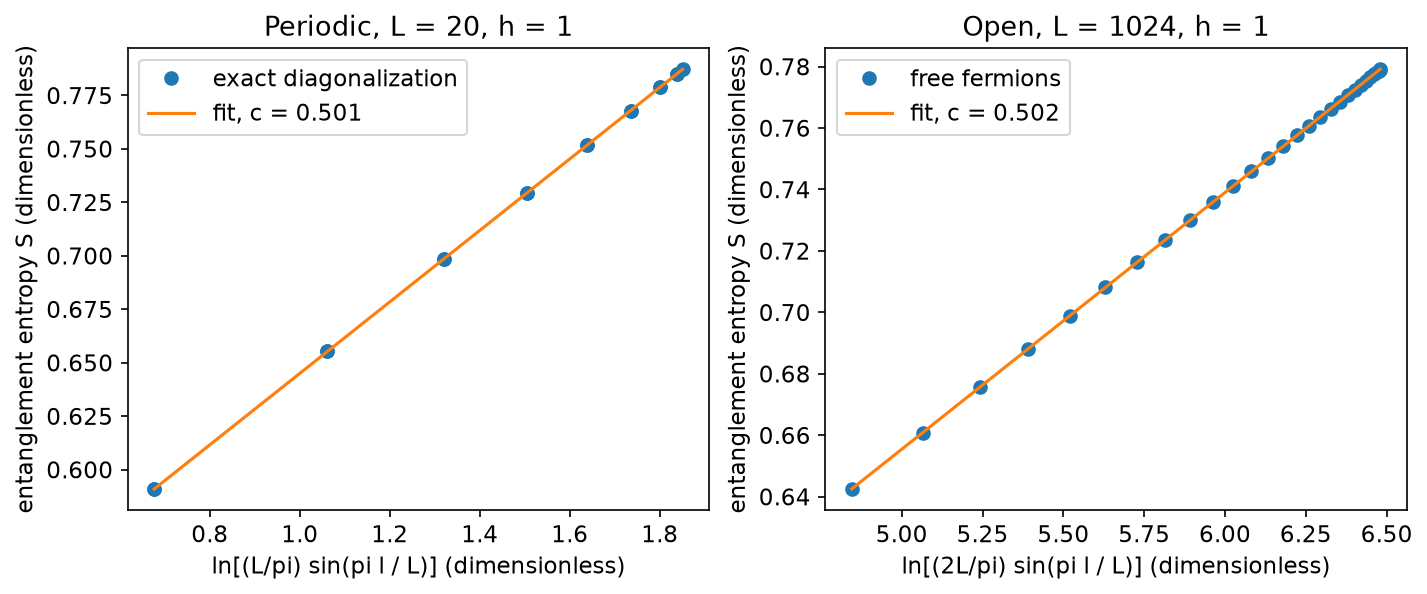 Periodic, L = 20, h = 1
entanglement entropy S (dimensionless)
0.775
0.750
0.725
0.700
0.675
0.650
0.625
0.600
exact diagonalization
fit, c = 0.501
0.8 1.0 1.2 1.4 1.6 1.8
ln[(L/pi) sin(pi l / L)] (dimensionless)
Open, L = 1024, h = 1
entanglement entropy S (dimensionless)
0.78
0.76
0.74
0.72
0.70
0.68
0.66
0.64
free fermions
fit, c = 0.502
5.00 5.25 5.50 5.75 6.00 6.25 6.50
ln[(2L/pi) sin(pi l / L)] (dimensionless)